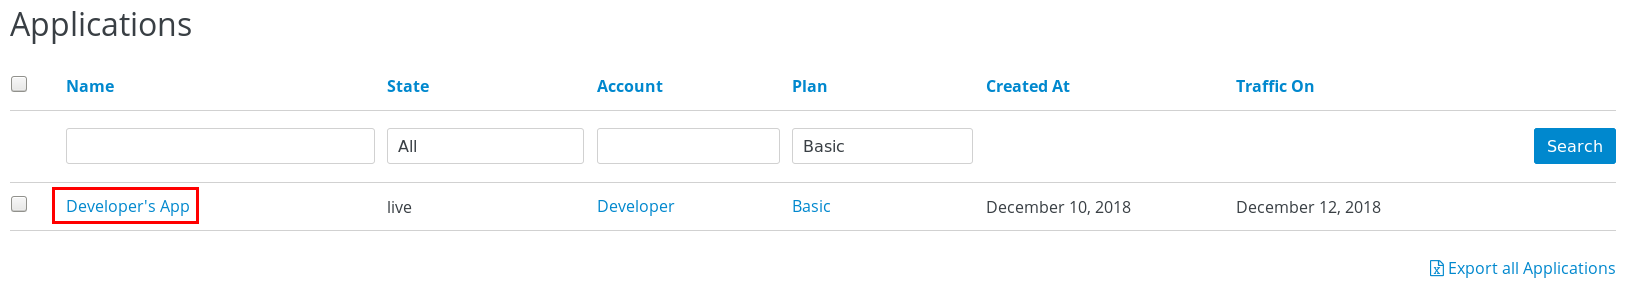 Applications
Name State Account Plan Created At Traffic On
All Basic Search
Developer's App live Developer Basic December 10, 2018 December 12, 2018
Export all Applications